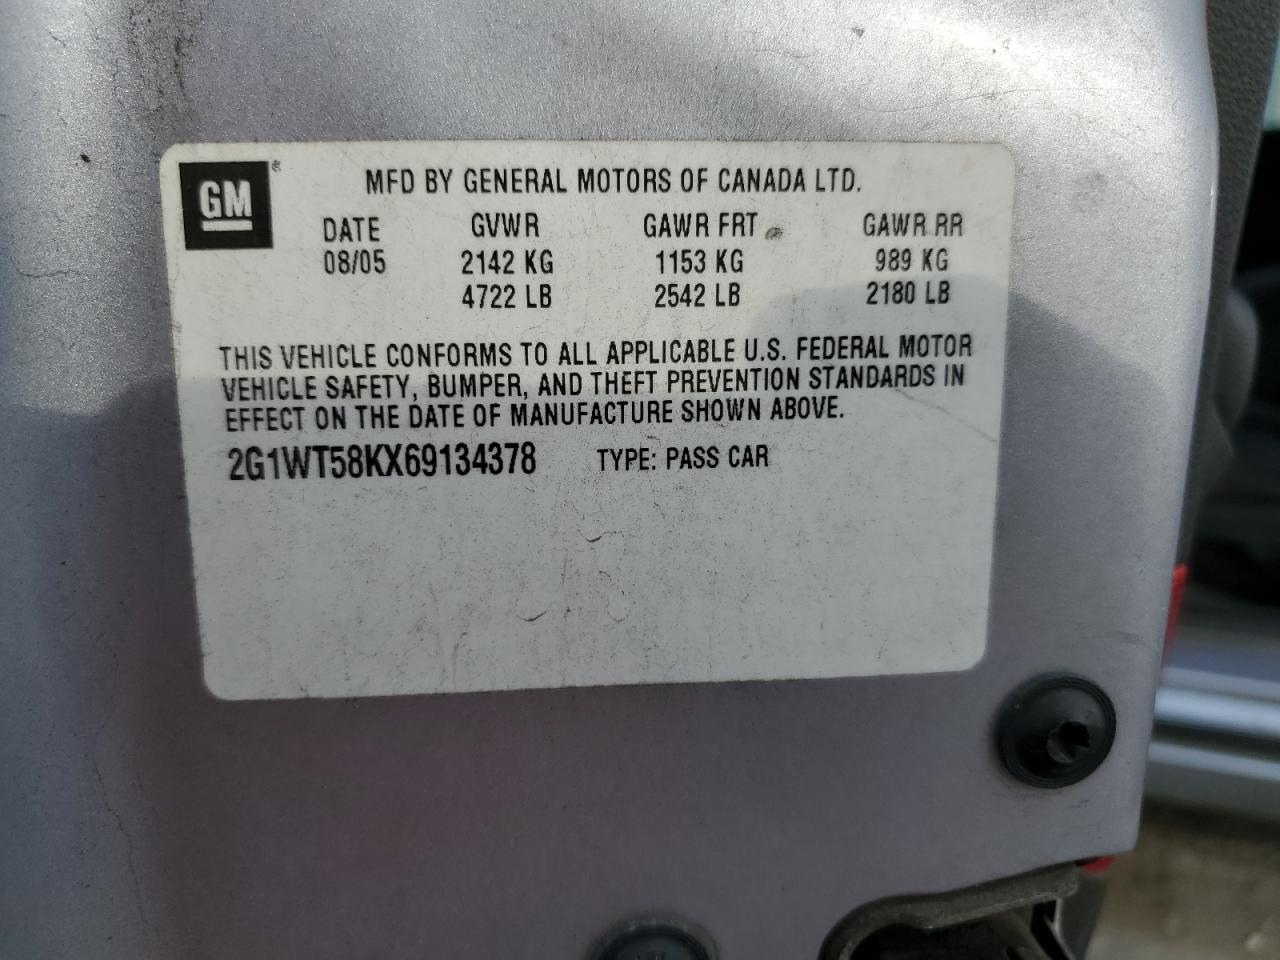 GM®
MFD BY GENERAL MOTORS OF CANADA LTD.
DATE GVWR GAWR FRT GAWR RR
08/05 2142 KG 1153 KG 989 KG
4722 LB 2542 LB 2180 LB
THIS VEHICLE CONFORMS TO ALL APPLICABLE U.S. FEDERAL MOTOR
VEHICLE SAFETY, BUMPER, AND THEFT PREVENTION STANDARDS IN
EFFECT ON THE DATE OF MANUFACTURE SHOWN ABOVE.
2G1WT58KX69134378 TYPE: PASS CAR